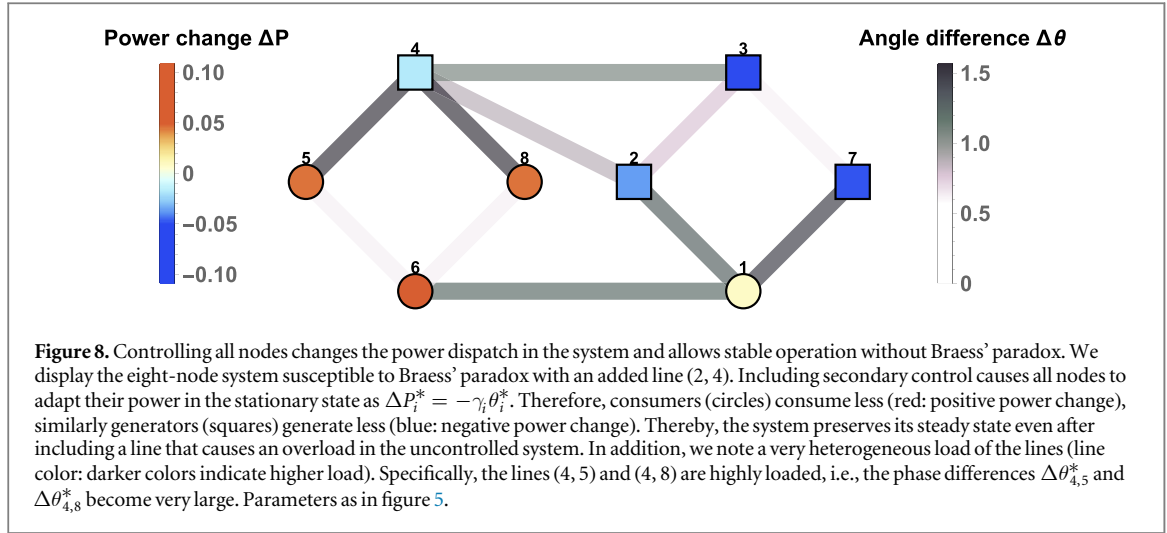 Power change ΔP
Angle difference Δθ
0.10
0.05
0
−0.05
−0.10
4
3
5
8
2
7
6
1
1.5
1.0
0.5
0
Figure 8. Controlling all nodes changes the power dispatch in the system and allows stable operation without Braess’ paradox. We
display the eight-node system susceptible to Braess’ paradox with an added line (2, 4). Including secondary control causes all nodes to
adapt their power in the stationary state as ΔP*ᵢ = −γᵢθ*ᵢ. Therefore, consumers (circles) consume less (red: positive power change),
similarly generators (squares) generate less (blue: negative power change). Thereby, the system preserves its steady state even after
including a line that causes an overload in the uncontrolled system. In addition, we note a very heterogeneous load of the lines (line
color: darker colors indicate higher load). Specifically, the lines (4, 5) and (4, 8) are highly loaded, i.e., the phase differences Δθ*₄,₅ and
Δθ*₄,₈ become very large. Parameters as in figure 5.